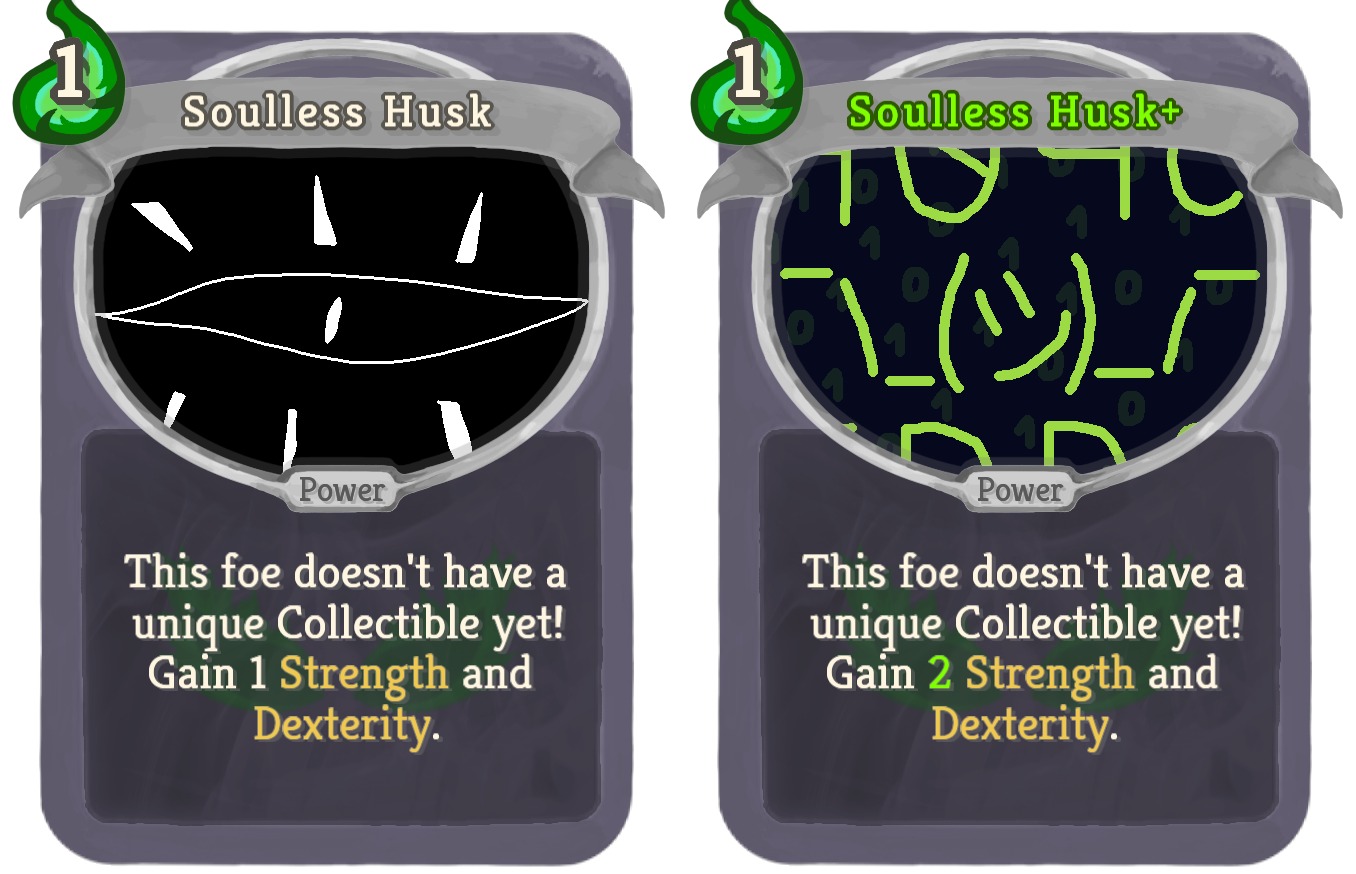 1
Soulless Husk
Power
This foe doesn't have a
unique Collectible yet!
Gain 1 Strength and
Dexterity.
1
Soulless Husk+
Power
This foe doesn't have a
unique Collectible yet!
Gain 2 Strength and
Dexterity.